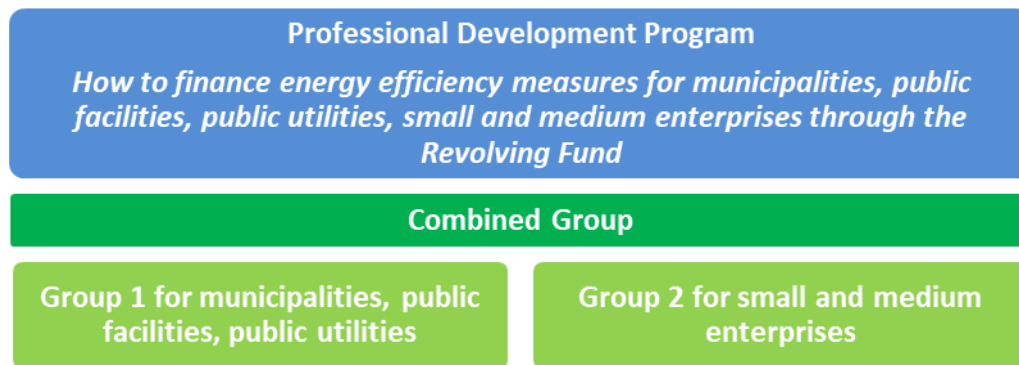 Professional Development Program
How to finance energy efficiency measures for municipalities, public
facilities, public utilities, small and medium enterprises through the
Revolving Fund
Combined Group
Group 1 for municipalities, public
facilities, public utilities
Group 2 for small and medium
enterprises